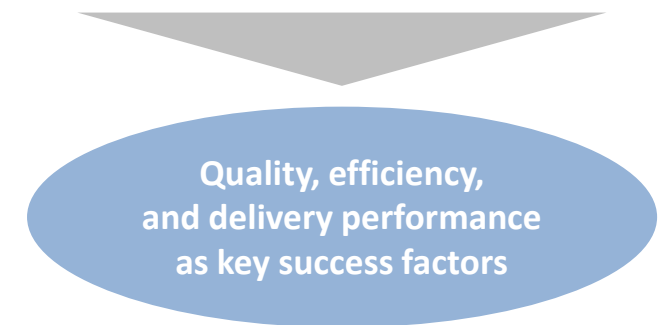 Quality, efficiency,
and delivery performance
as key success factors